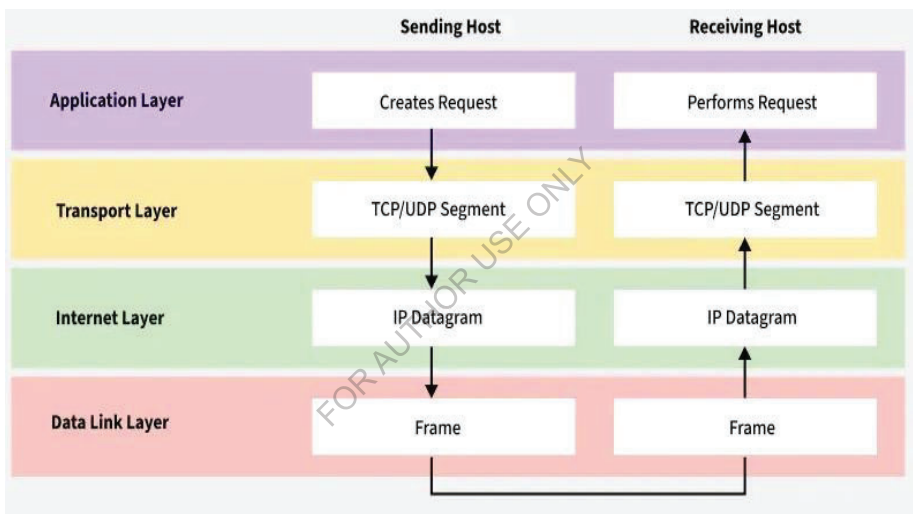 Sending Host Receiving Host
Application Layer Creates Request Performs Request
Transport Layer TCP/UDP Segment TCP/UDP Segment
Internet Layer IP Datagram IP Datagram
Data Link Layer Frame Frame
FOR AUTHOR USE ONLY